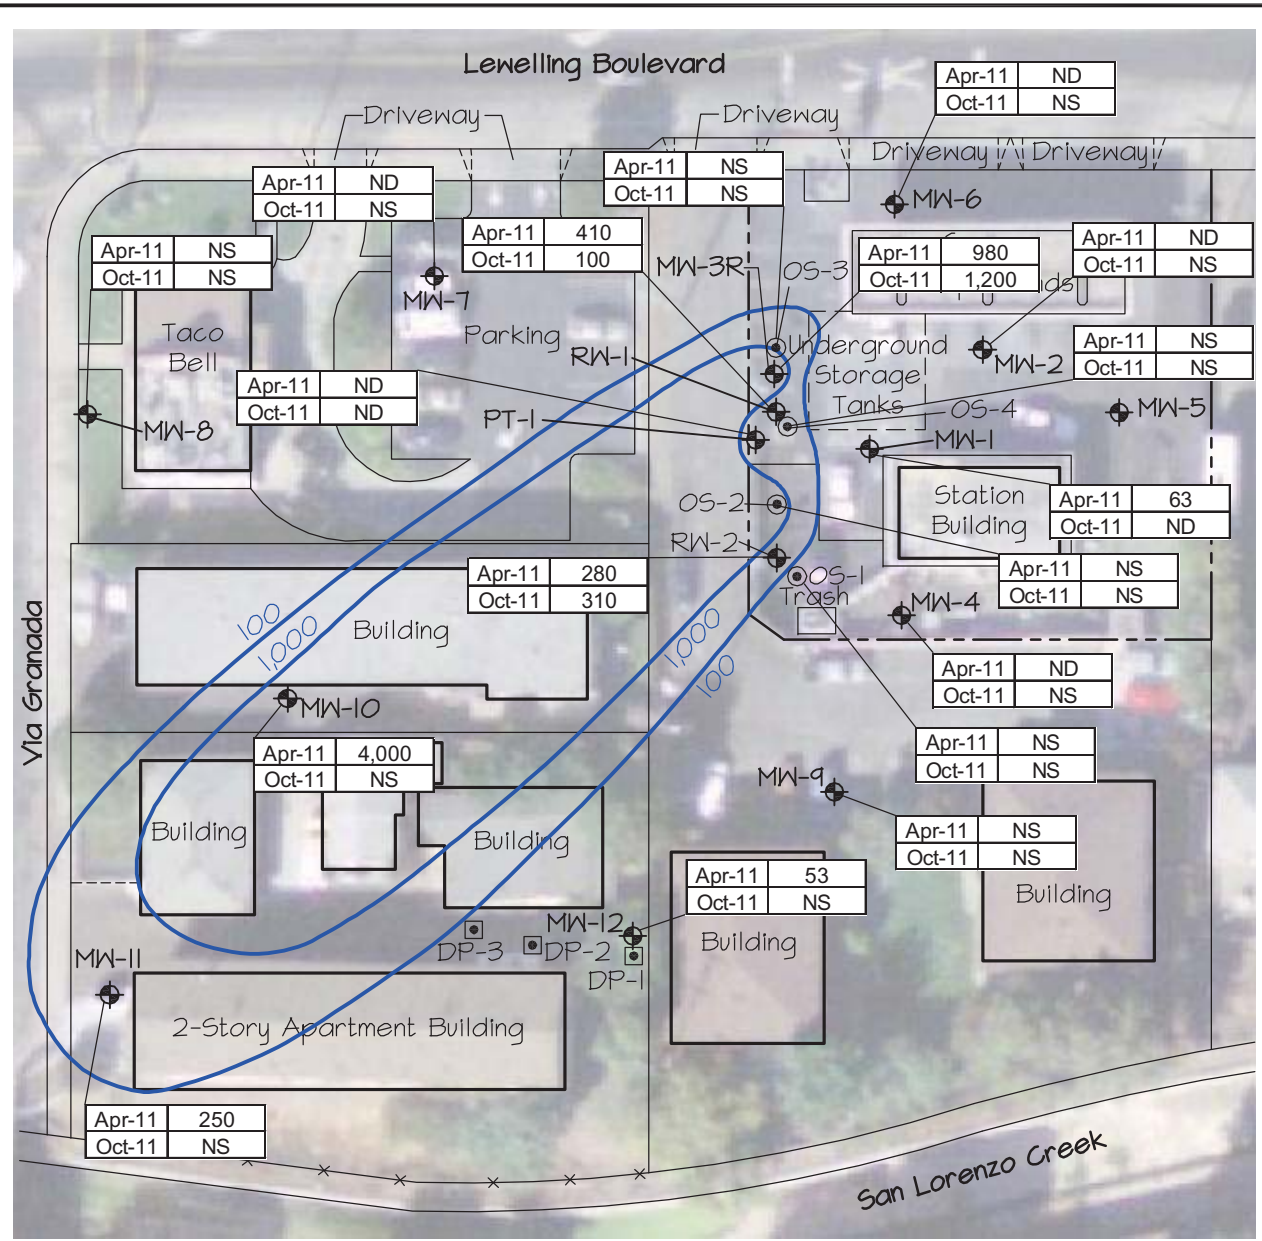 Lewelling Boulevard
Apr-11 ND
Oct-11 NS
Driveway
Driveway
Driveway
Driveway
Apr-11 NS
Oct-11 NS
Apr-11 ND
Oct-11 NS
MW-6
Apr-11 410
Oct-11 100
Apr-11 ND
Oct-11 NS
Apr-11 NS
Oct-11 NS
Apr-11 980
Oct-11 1,200
MW-3R
OS-3
MW-7
Taco
Bell
Parking
RW-1
Underground
Storage
Tanks
MW-2
Apr-11 NS
Oct-11 NS
Apr-11 ND
Oct-11 ND
PT-1
OS-4
MW-5
MW-8
MW-1
OS-2
Station
Building
Apr-11 63
Oct-11 ND
RW-2
Apr-11 280
Oct-11 310
OS-1
Trash
Apr-11 NS
Oct-11 NS
MW-4
100
1,000
Building
1,000
100
Via Granada
Apr-11 ND
Oct-11 NS
MW-10
Apr-11 4,000
Oct-11 NS
Apr-11 NS
Oct-11 NS
MW-9
Building
Building
Apr-11 NS
Oct-11 NS
Apr-11 53
Oct-11 NS
Building
MW-12
Building
DP-3
DP-2
DP-1
MW-11
2-Story Apartment Building
Apr-11 250
Oct-11 NS
San Lorenzo Creek